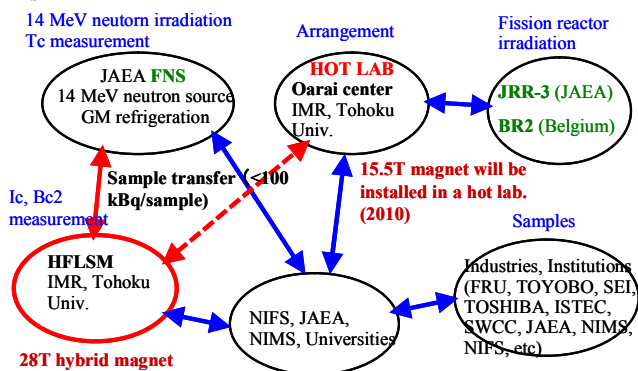 14 MeV neutorn irradiation
Tc measurement
Arrangement
Fission reactor
irradiation
JAEA FNS
14 MeV neutron source
GM refrigeration
HOT LAB
Oarai center
IMR, Tohoku
Univ.
JRR-3 (JAEA)
BR2 (Belgium)
Sample transfer (<100
kBq/sample)
15.5T magnet will be
installed in a hot lab.
(2010)
Ic, Bc2
measurement
Samples
HFLSM
IMR, Tohoku
Univ.
28T hybrid magnet
NIFS, JAEA,
NIMS, Universities
Industries, Institutions
(FRU, TOYOBO, SEI,
TOSHIBA, ISTEC,
SWCC, JAEA, NIMS,
NIFS, etc)